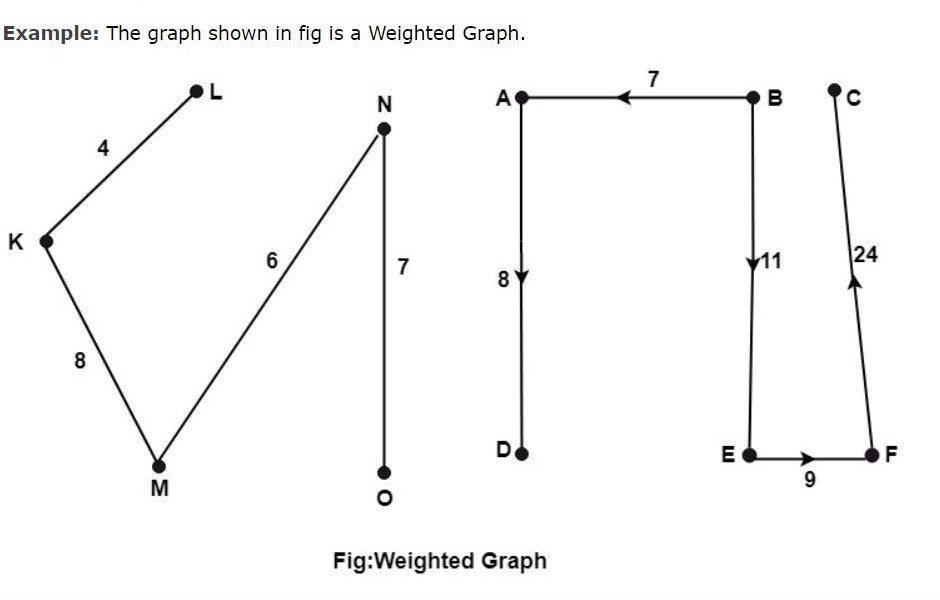 Example: The graph shown in fig is a Weighted Graph.
L
4
K
8
M
6
N
7
O
A
7
B
8
D
11
E
9
F
24
C
Fig:Weighted Graph